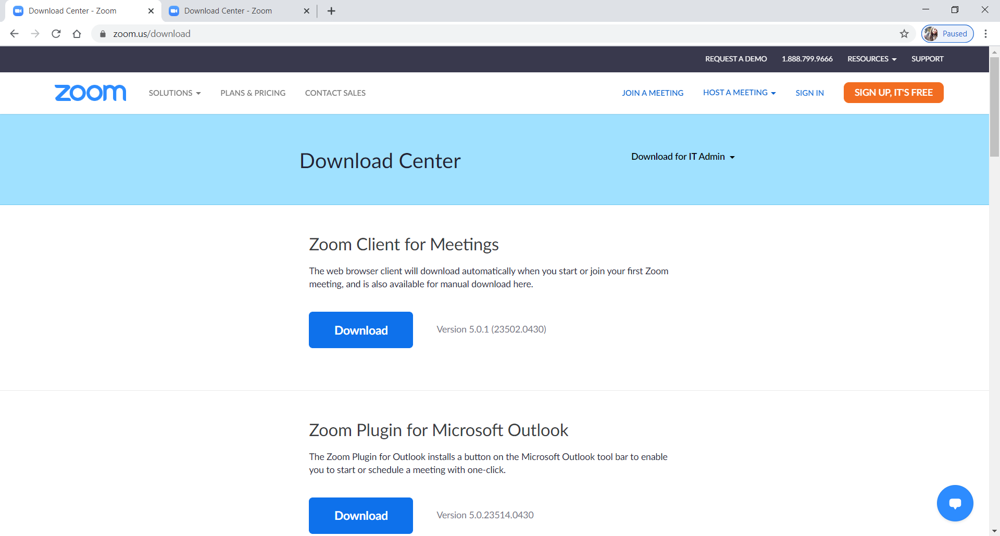 Download Center - Zoom
Download Center - Zoom
zoom.us/download
Paused
REQUEST A DEMO
1.888.799.9666
RESOURCES
SUPPORT
zoom
SOLUTIONS
PLANS & PRICING
CONTACT SALES
JOIN A MEETING
HOST A MEETING
SIGN IN
SIGN UP, IT'S FREE
Download Center
Download for IT Admin
Zoom Client for Meetings
The web browser client will download automatically when you start or join your first Zoom
meeting, and is also available for manual download here.
Download
Version 5.0.1 (23502.0430)
Zoom Plugin for Microsoft Outlook
The Zoom Plugin for Outlook installs a button on the Microsoft Outlook tool bar to enable
you to start or schedule a meeting with one-click.
Download
Version 5.0.23514.0430